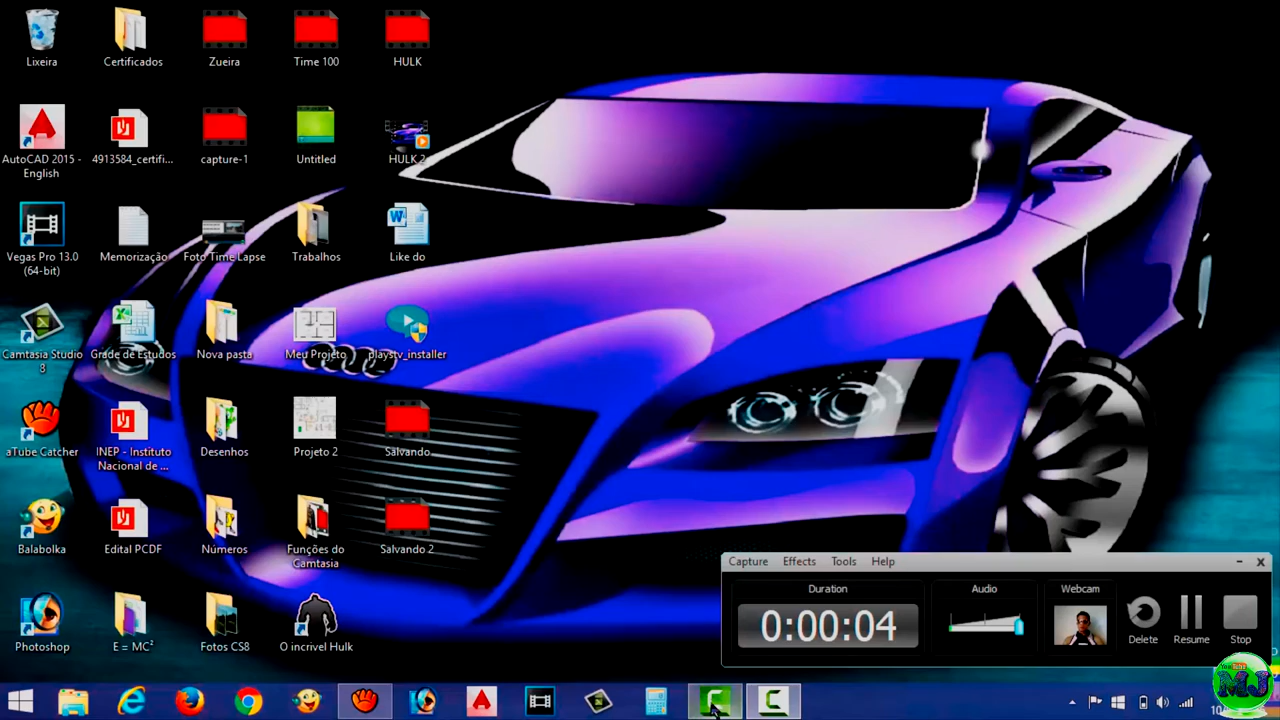 Lixeira
Certificados
Zueira
Time 100
HULK
AutoCAD 2015 -
English
4913584_certifi...
capture-1
Untitled
HULK 2
Vegas Pro 13.0
(64-bit)
Memorização
Foto Time Lapse
Trabalhos
Like do
Camtasia Studio
8
Grade de Estudos
Nova pasta
Meu Projeto
playstv_installer
aTube Catcher
INEP - Instituto
Nacional de ...
Desenhos
Projeto 2
Salvando
Balabolka
Edital PCDF
Números
Funções do
Camtasia
Salvando 2
Photoshop
E = MC²
Fotos CS8
O incrivel Hulk
Capture Effects Tools Help
Duration
Audio
Webcam
0:00:04
Delete
Resume
Stop
YouTube
MJ